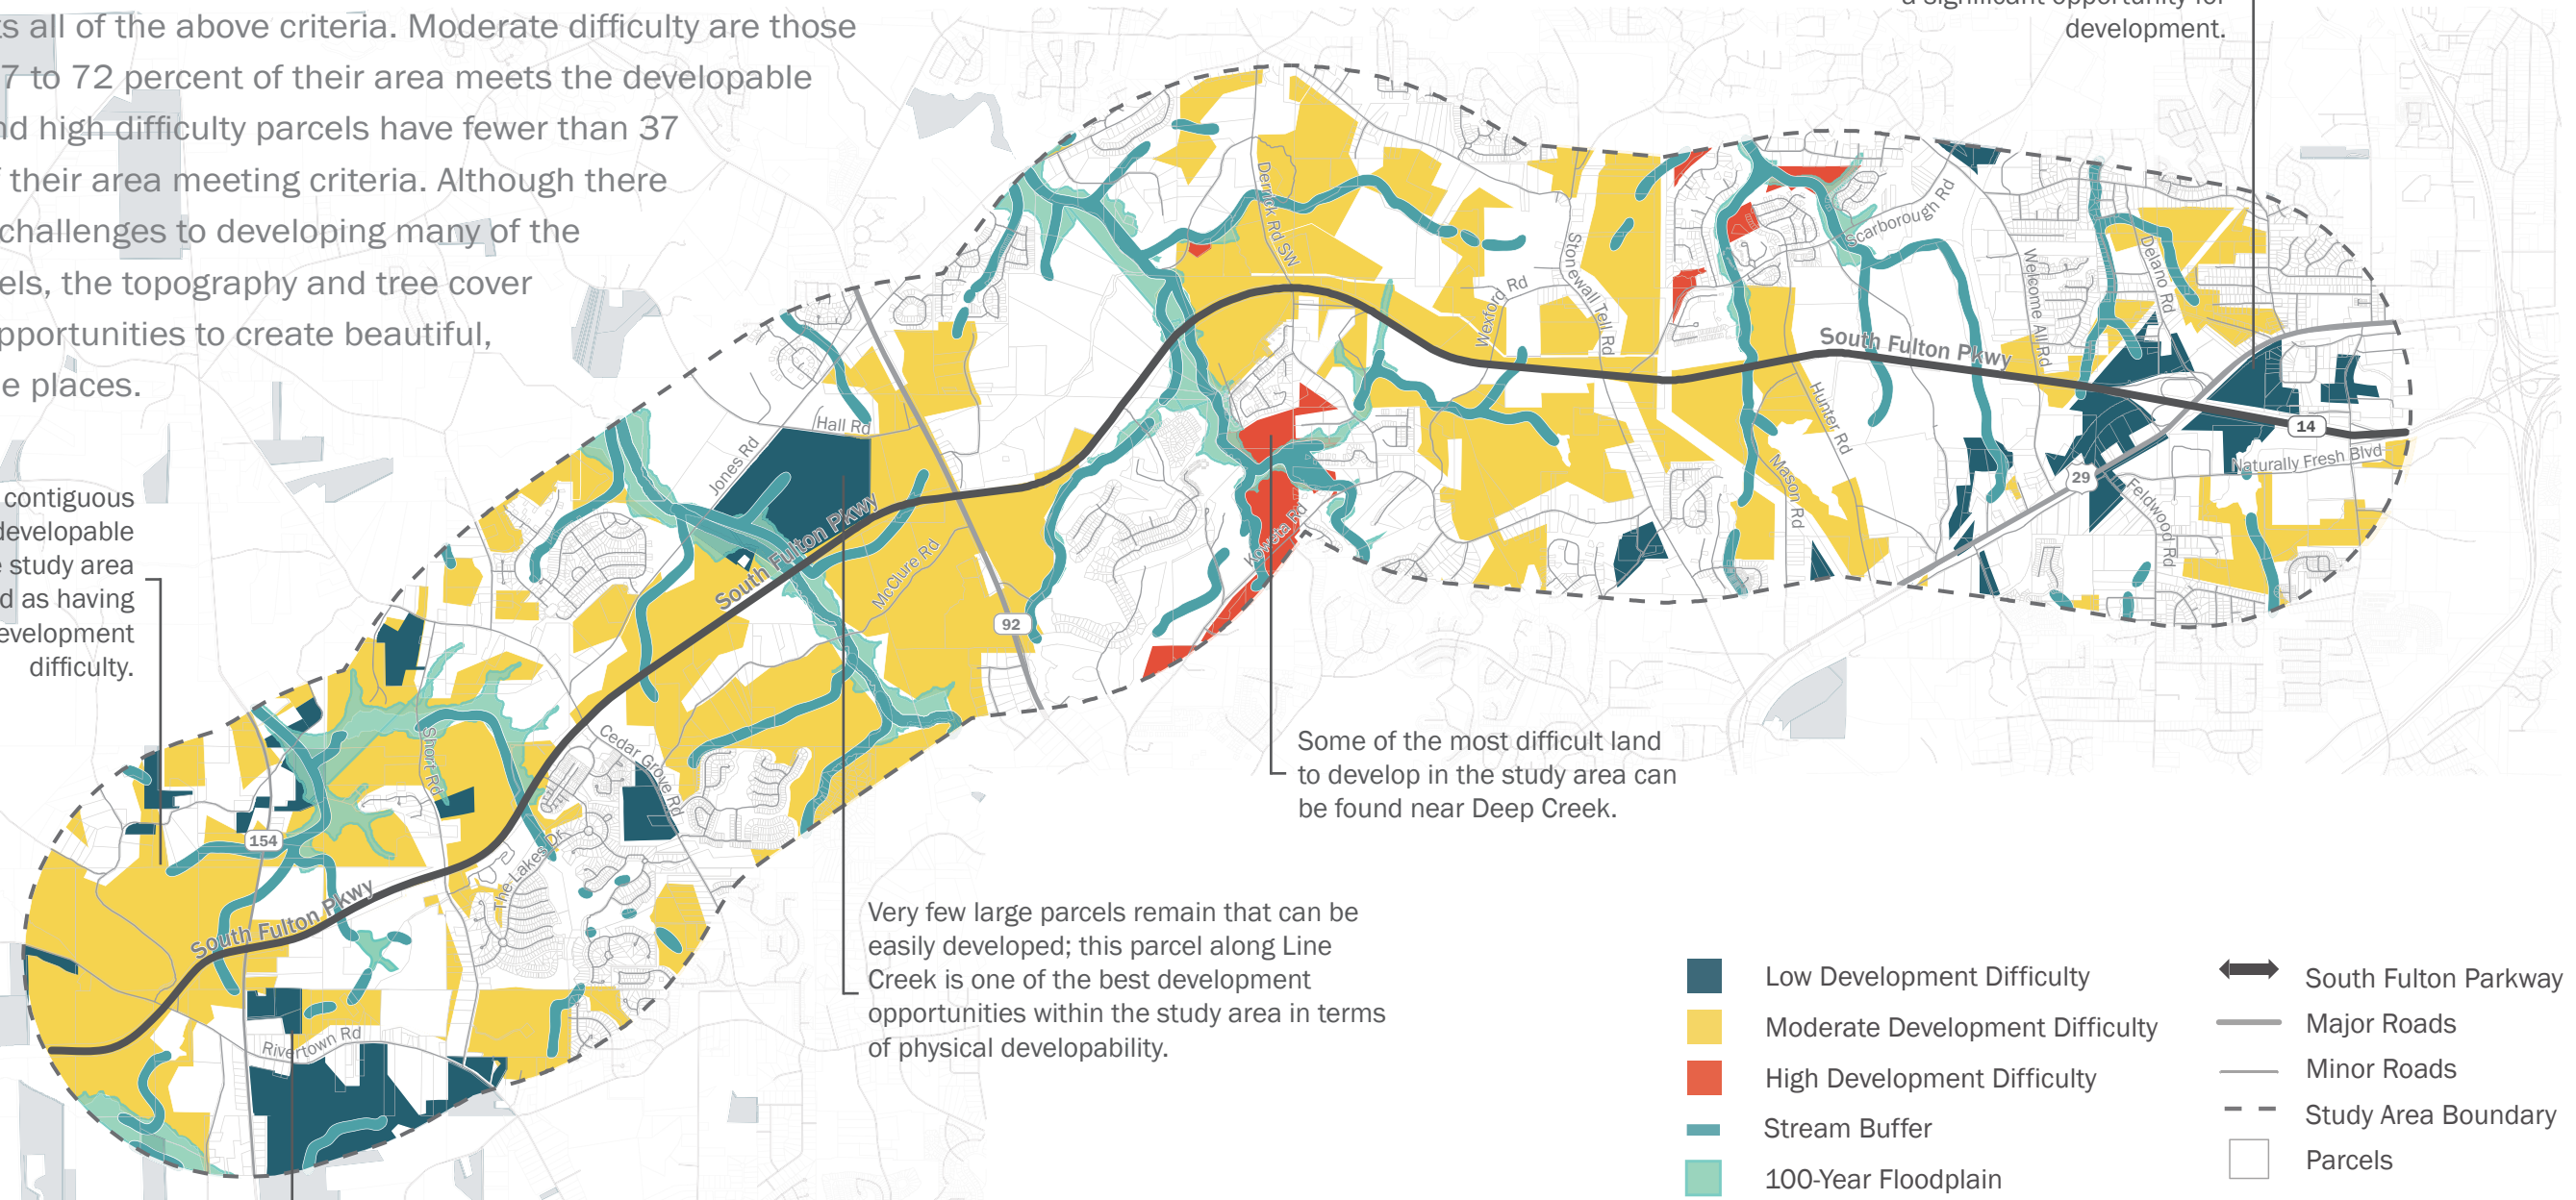 s all of the above criteria. Moderate difficulty are those
7 to 72 percent of their area meets the developable
nd high difficulty parcels have fewer than 37
f their area meeting criteria. Although there
challenges to developing many of the
els, the topography and tree cover
pportunities to create beautiful,
e places.
a significant opportunity for
development.
contiguous
developable
e study area
d as having
evelopment
difficulty.
Derrick Rd SW
Stonewall Tell Rd
Wexford Rd
Scarborough Rd
Welcome All Rd
Delano Rd
South Fulton Pkwy
Hunter Rd
Mason Rd
14
Naturally Fresh Blvd
29
Feldwood Rd
Hall Rd
Jones Rd
South Fulton Pkwy
McClure Rd
92
Koweta Rd
Cedar Grove Rd
Short Rd
154
The Lakes Dr
South Fulton Pkwy
Rivertown Rd
Some of the most difficult land
to develop in the study area can
be found near Deep Creek.
Very few large parcels remain that can be
easily developed; this parcel along Line
Creek is one of the best development
opportunities within the study area in terms
of physical developability.
Low Development Difficulty
Moderate Development Difficulty
High Development Difficulty
Stream Buffer
100-Year Floodplain
South Fulton Parkway
Major Roads
Minor Roads
Study Area Boundary
Parcels